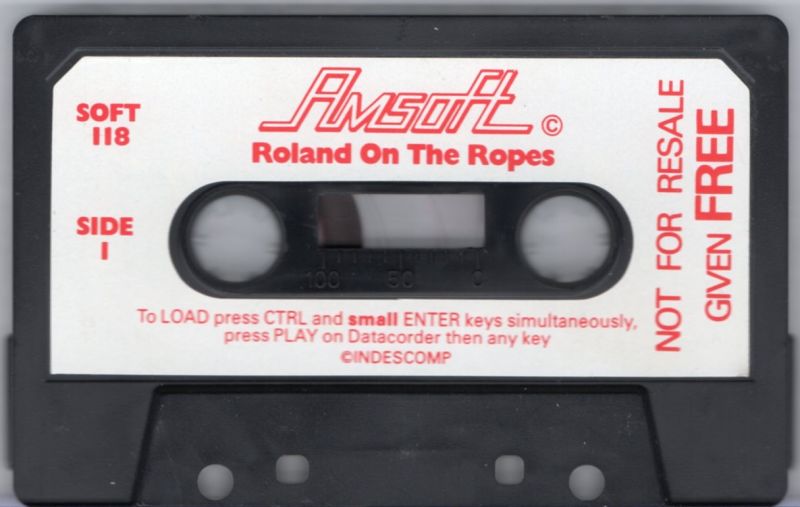 SOFT
118
Amsoft ©
Roland On The Ropes
SIDE
1
100 50 0
To LOAD press CTRL and small ENTER keys simultaneously,
press PLAY on Datacorder then any key
©INDESCOMP
NOT FOR RESALE
GIVEN FREE